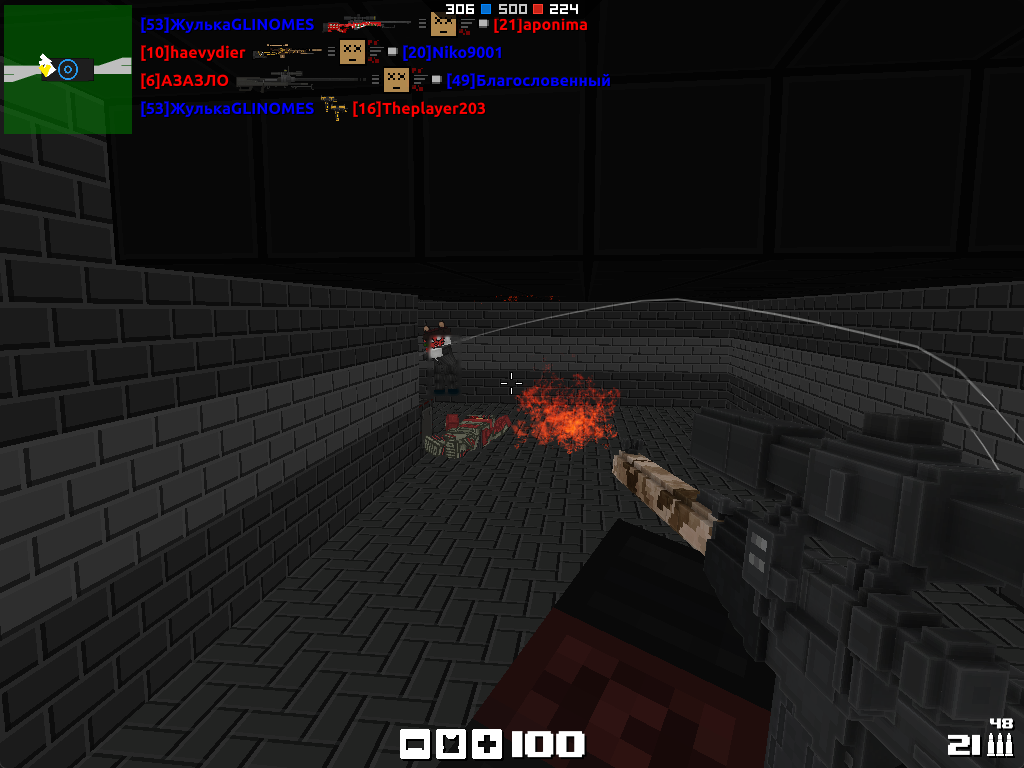 306 500 224
[53]ЖулькаGLINOMES [21]aponima
[10]haevydier [20]Niko9001
[6]АЗАЗЛО [49]Благословенный
[53]ЖулькаGLINOMES [16]Theplayer203
100
48
21